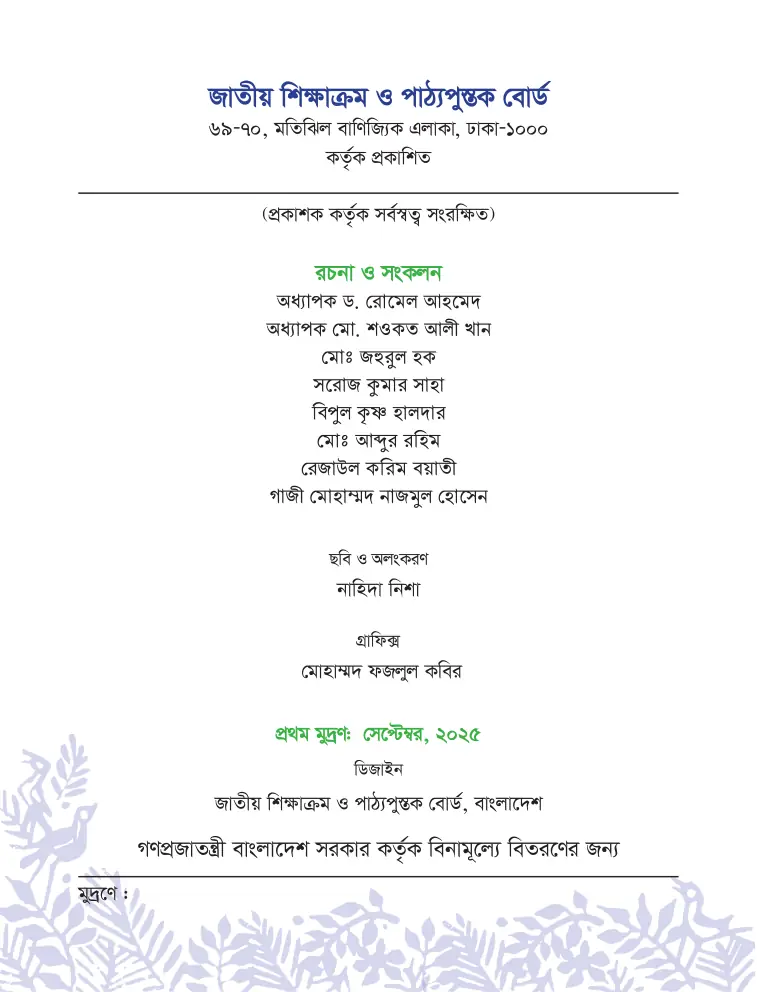 জাতীয় শিক্ষাক্রম ও পাঠ্যপুস্তক বোর্ড
৬৯-৭০, মতিঝিল বাণিজ্যিক এলাকা, ঢাকা-১০০০
কর্তৃক প্রকাশিত
(প্রকাশক কর্তৃক সর্বস্বত্ব সংরক্ষিত)
রচনা ও সংকলন
অধ্যাপক ড. রোমেল আহমেদ
অধ্যাপক মো. শওকত আলী খান
মোঃ জহুরুল হক
সরোজ কুমার সাহা
বিপুল কৃষ্ণ হালদার
মোঃ আব্দুর রহিম
রেজাউল করিম বয়াতী
গাজী মোহাম্মদ নাজমুল হোসেন
ছবি ও অলংকরণ
নাহিদা নিশা
গ্রাফিক্স
মোহাম্মদ ফজলুল কবির
প্রথম মুদ্রণ: সেপ্টেম্বর, ২০২৫
ডিজাইন
জাতীয় শিক্ষাক্রম ও পাঠ্যপুস্তক বোর্ড, বাংলাদেশ
গণপ্রজাতন্ত্রী বাংলাদেশ সরকার কর্তৃক বিনামূল্যে বিতরণের জন্য
মুদ্রণে :